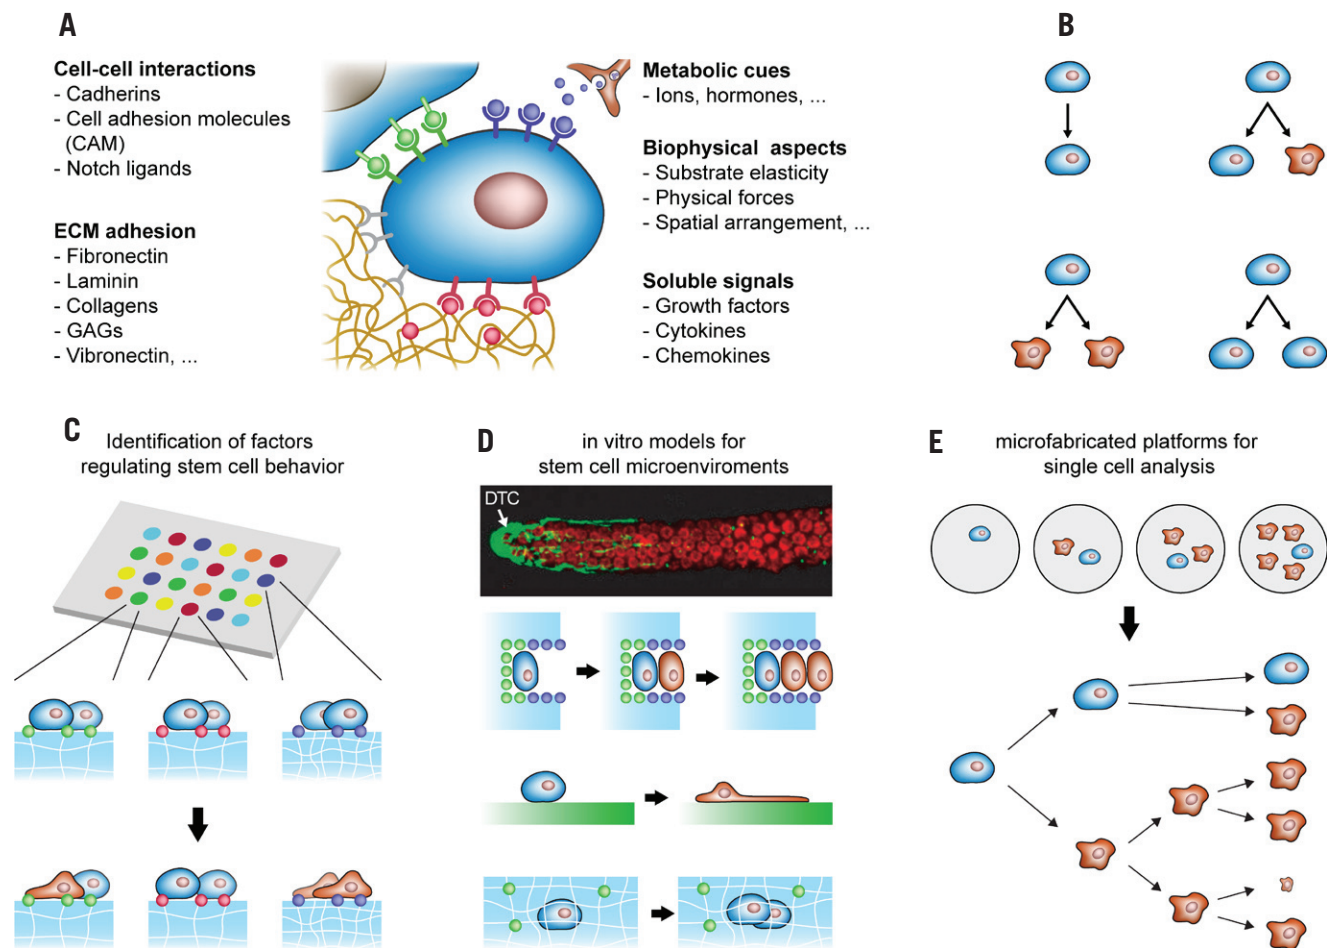 A
Cell-cell interactions
- Cadherins
- Cell adhesion molecules
(CAM)
- Notch ligands
ECM adhesion
- Fibronectin
- Laminin
- Collagens
- GAGs
- Vibronectin, ...
Metabolic cues
- Ions, hormones, ...
Biophysical aspects
- Substrate elasticity
- Physical forces
- Spatial arrangement, ...
Soluble signals
- Growth factors
- Cytokines
- Chemokines
B
C
Identification of factors
regulating stem cell behavior
D
in vitro models for
stem cell microenviroments
DTC
E
microfabricated platforms for
single cell analysis